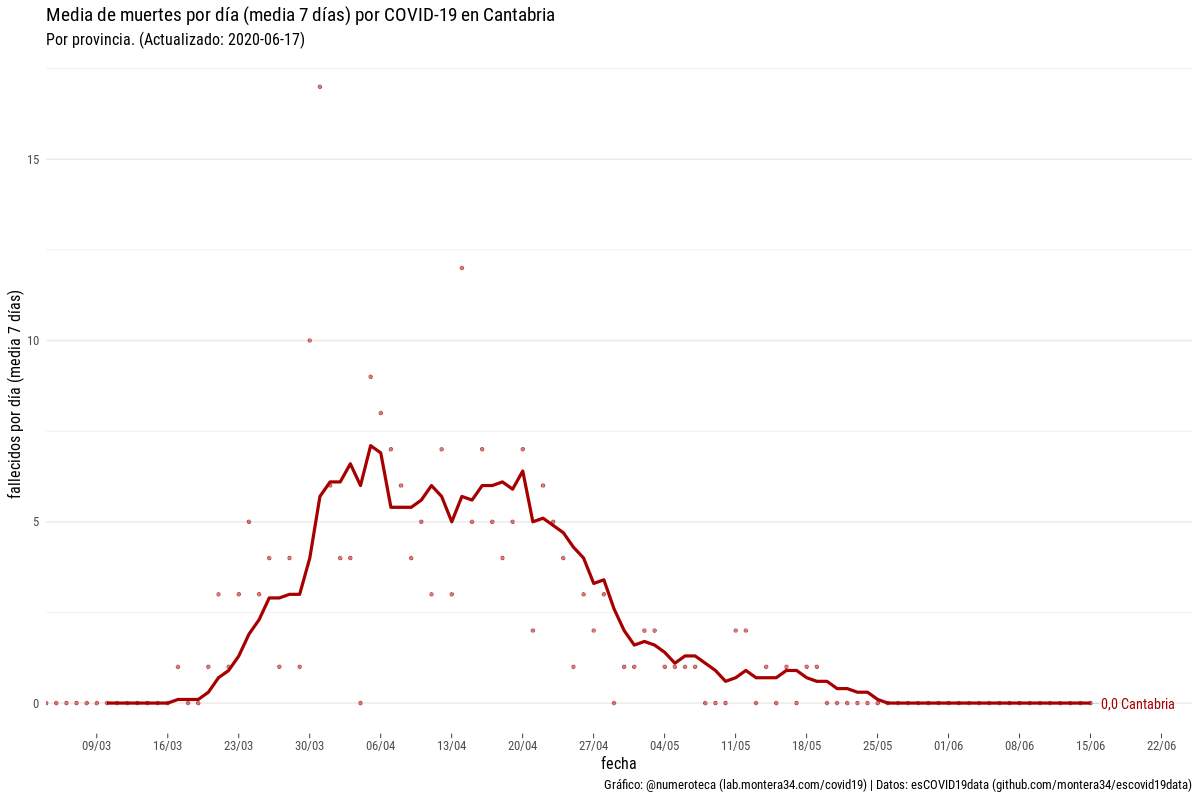 Media de muertes por día (media 7 días) por COVID-19 en Cantabria
Por provincia. (Actualizado: 2020-06-17)
fallecidos por día (media 7 días)
15
10
5
0
0,0 Cantabria
09/03 16/03 23/03 30/03 06/04 13/04 20/04 27/04 04/05 11/05 18/05 25/05 01/06 08/06 15/06 22/06
fecha
Gráfico: @numeroteca (lab.montera34.com/covid19) | Datos: esCOVID19data (github.com/montera34/escovid19data)